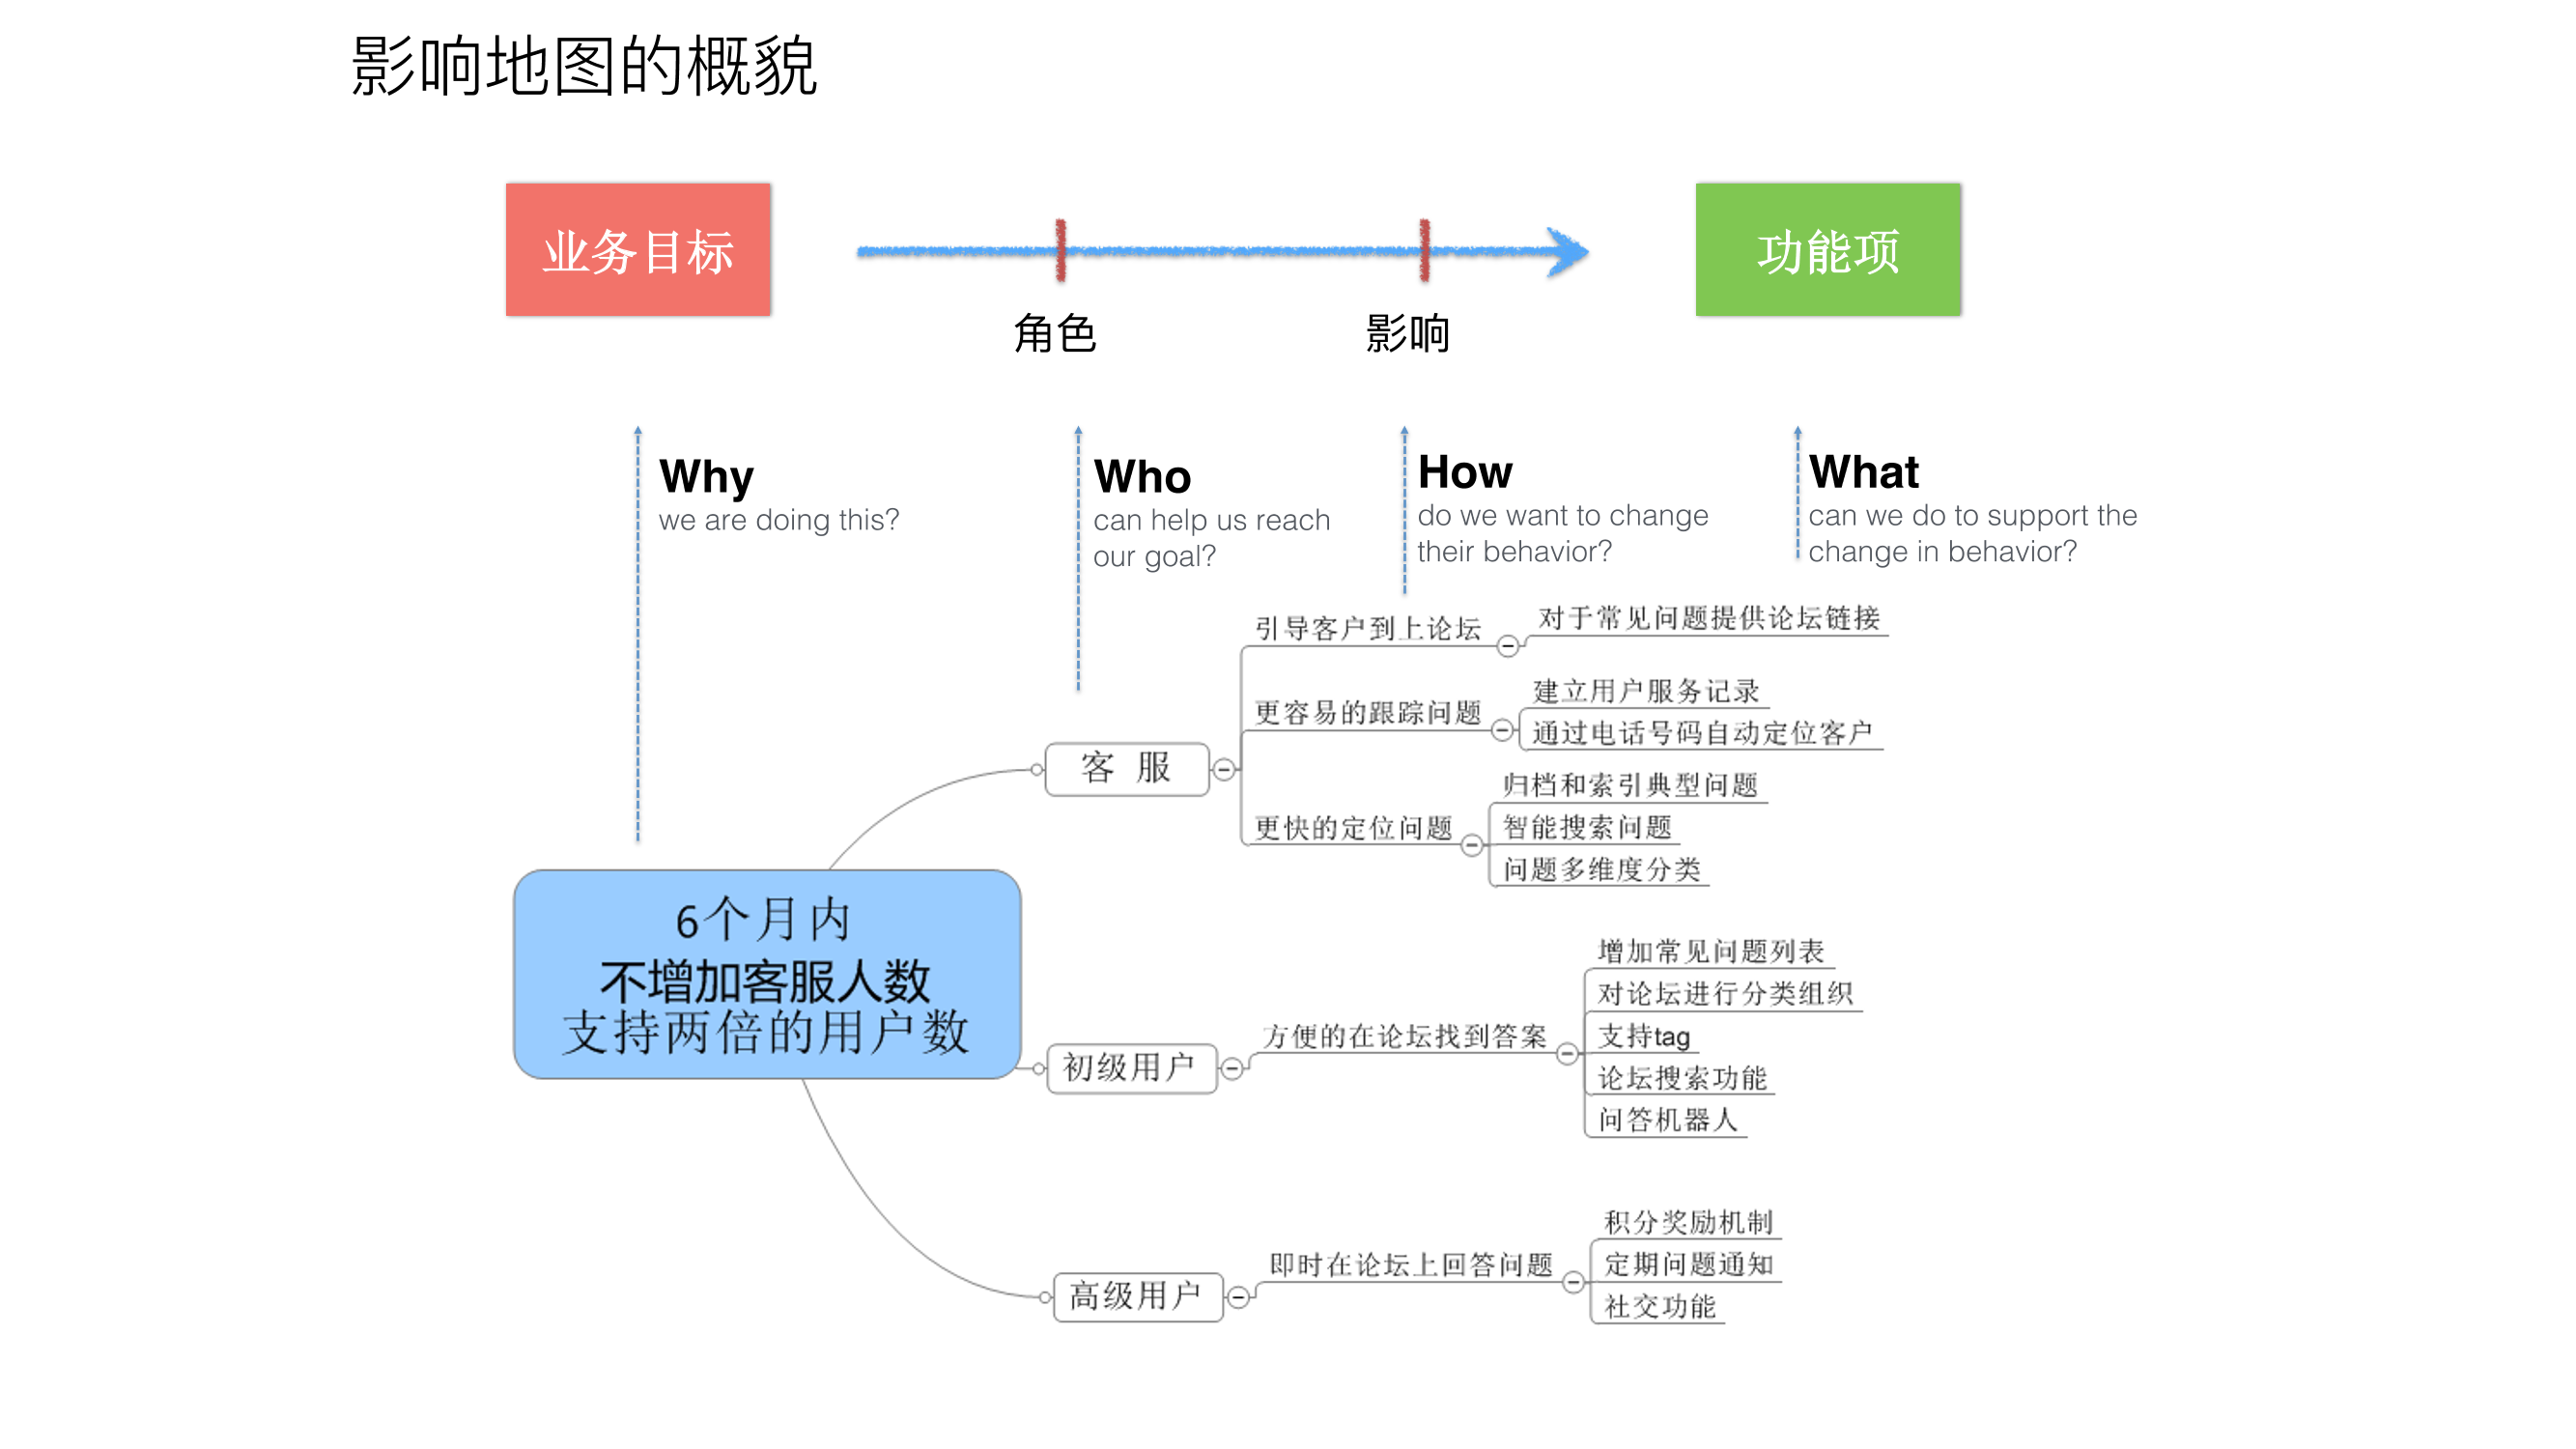 影响地图的概貌
业务目标
角色
影响
功能项
Why
we are doing this?
Who
can help us reach
our goal?
How
do we want to change
their behavior?
What
can we do to support the
change in behavior?
6个月内
不增加客服人数
支持两倍的用户数
客 服
引导客户到上论坛
对于常见问题提供论坛链接
更容易的跟踪问题
建立用户服务记录
通过电话号码自动定位客户
更快的定位问题
归档和索引典型问题
智能搜索问题
问题多维度分类
初级用户
方便的在论坛找到答案
增加常见问题列表
对论坛进行分类组织
支持tag
论坛搜索功能
问答机器人
高级用户
即时在论坛上回答问题
积分奖励机制
定期问题通知
社交功能